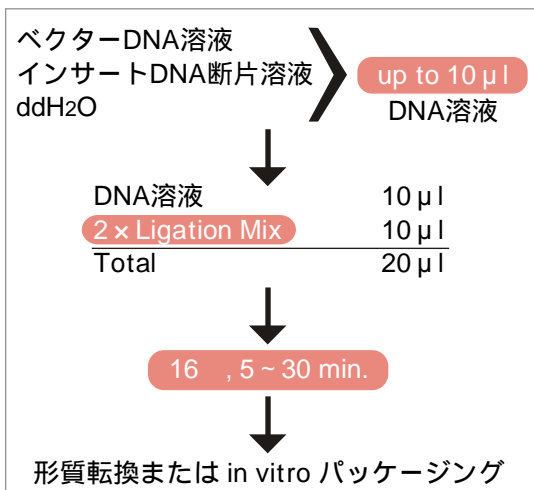 ベクターDNA溶液
インサートDNA断片溶液
ddH2O
up to 10 μl
DNA溶液
DNA溶液 10 μl
2 × Ligation Mix 10 μl
Total 20 μl
16 , 5 ~ 30 min.
形質転換または in vitro パッケージング